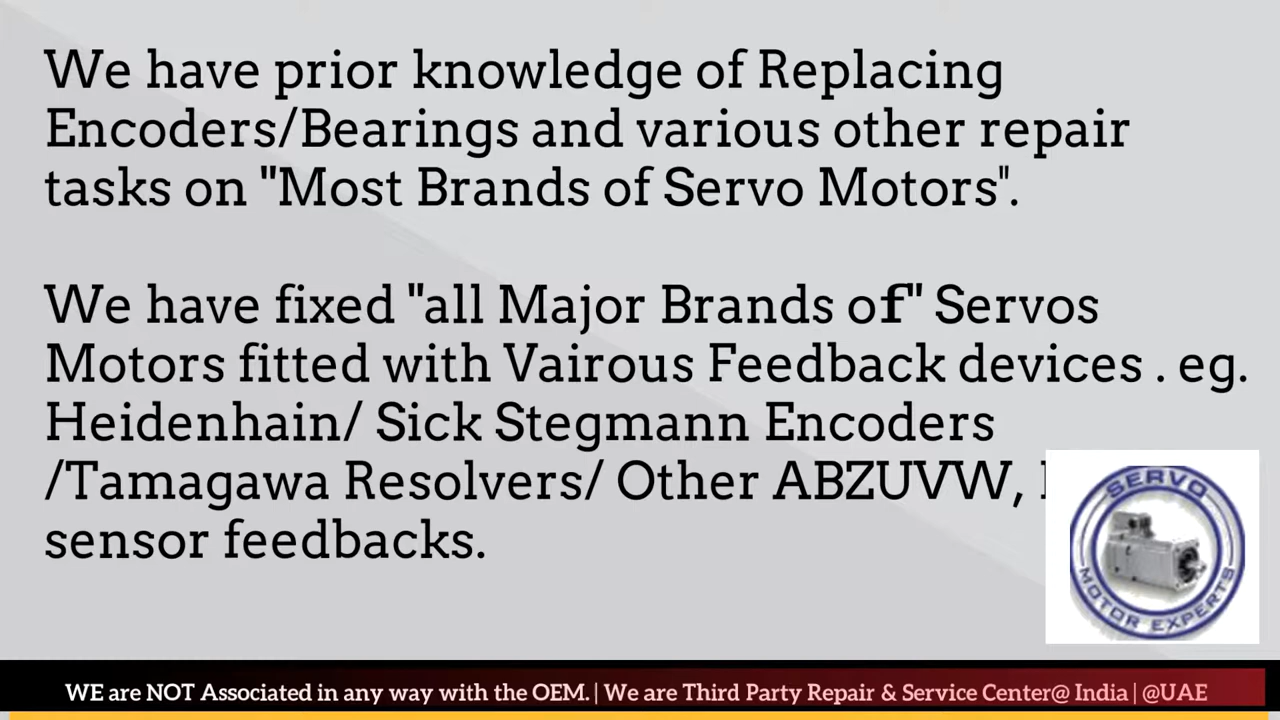 We have prior knowledge of Replacing
Encoders/Bearings and various other repair
tasks on "Most Brands of Servo Motors".
We have fixed "all Major Brands of" Servos
Motors fitted with Vairous Feedback devices . eg.
Heidenhain/ Sick Stegmann Encoders
/Tamagawa Resolvers/ Other ABZUVW,
sensor feedbacks.
SERVO
MOTOR EXPERTS
WE are NOT Associated in any way with the OEM. | We are Third Party Repair & Service Center@ India | @UAE